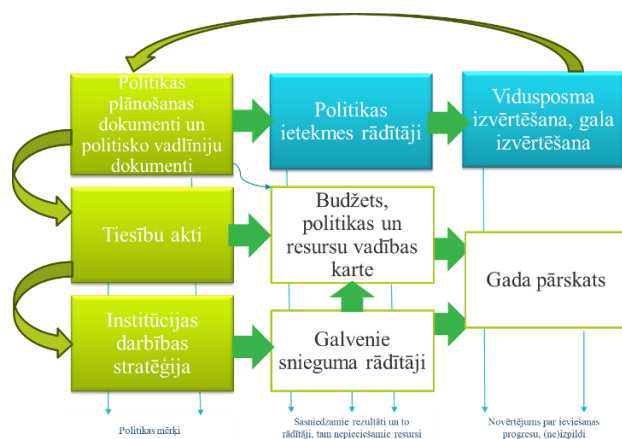 Politikas
plānošanas
dokumenti un
politisko vadlīniju
dokumenti
Politikas
ietekmes rādītāji
Vidusposma
izvērtēšana, gala
izvērtēšana
Tiesību akti
Budžets,
politikas un
resursu vadības
karte
Gada pārskats
Institūcijas
darbības
stratēģija
Galvenie
snieguma rādītāji
Politikas mērķi
Sasniedzamie rezultāti un to
rādītāji, tam nepieciešamie resursi
Novērtējums par ieviešanas
progresu, (ne)izpildi